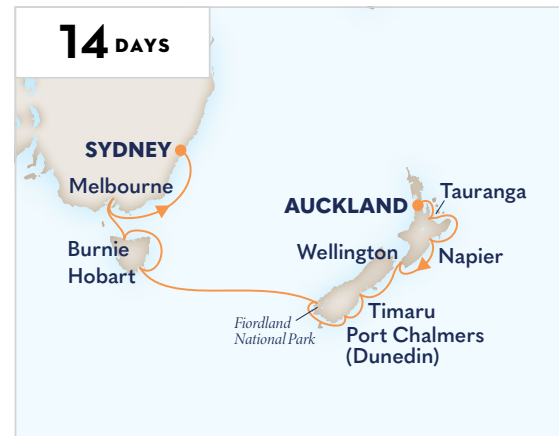 14 DAYS
SYDNEY
Melbourne
Burnie
Hobart
AUCKLAND
Tauranga
Wellington
Napier
Timaru
Port Chalmers
(Dunedin)
Fiordland
National Park